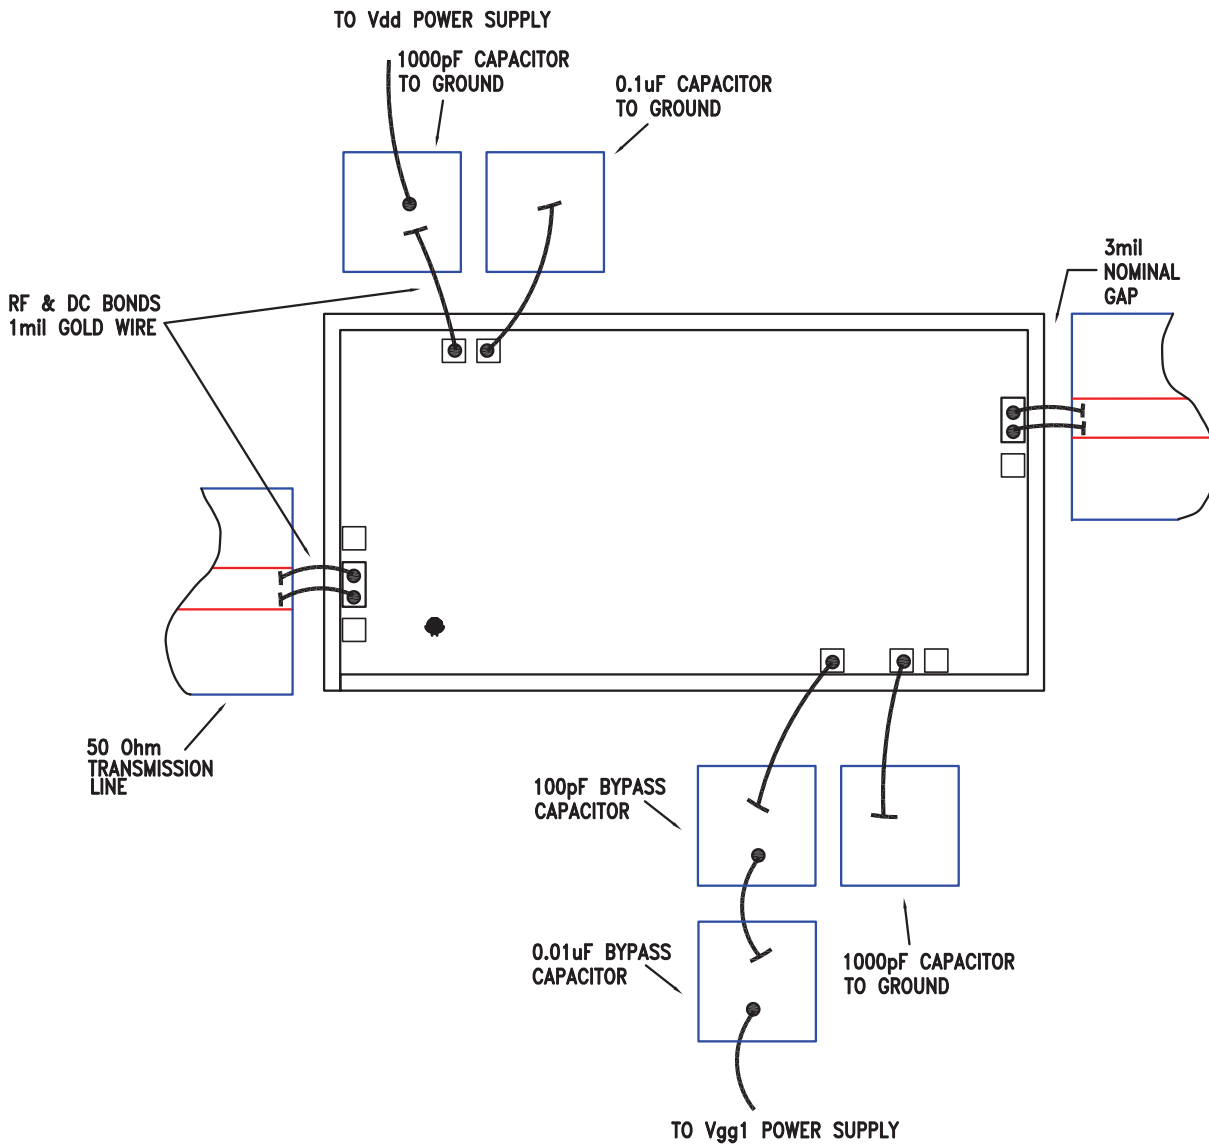 TO Vdd POWER SUPPLY
1000pF CAPACITOR
TO GROUND
0.1uF CAPACITOR
TO GROUND
3mil
NOMINAL
GAP
RF & DC BONDS
1mil GOLD WIRE
50 Ohm
TRANSMISSION
LINE
100pF BYPASS
CAPACITOR
0.01uF BYPASS
CAPACITOR
1000pF CAPACITOR
TO GROUND
TO Vgg1 POWER SUPPLY